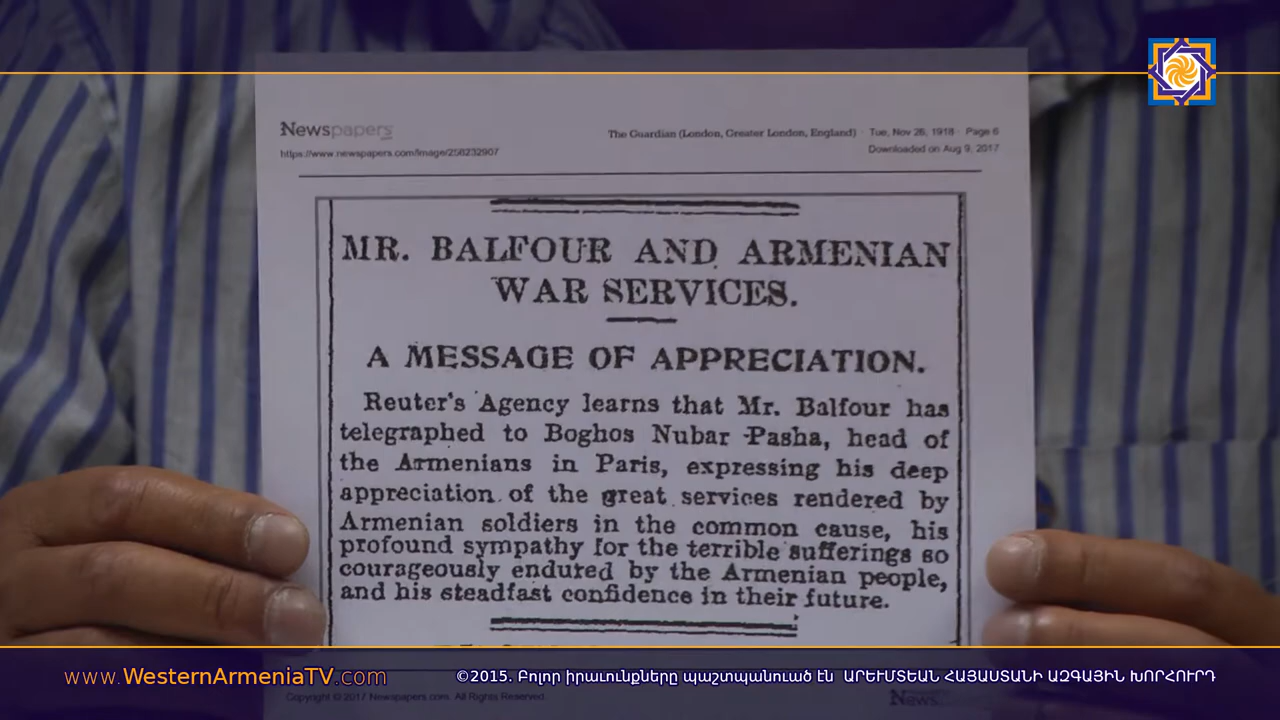 Newspapers
The Guardian (London, Greater London, England) · Tue, Nov 26, 1918 · Page 6
https://www.newspapers.com/image/258232907
Downloaded on Aug 9, 2017
MR. BALFOUR AND ARMENIAN
WAR SERVICES.
A MESSAGE OF APPRECIATION.
Reuter's Agency learns that Mr. Balfour has
telegraphed to Boghos Nubar Pasha, head of
the Armenians in Paris, expressing his deep
appreciation of the great services rendered by
Armenian soldiers in the common cause, his
profound sympathy for the terrible sufferings so
courageously endured by the Armenian people,
and his steadfast confidence in their future.
www.WesternArmeniaTV.com
©2015. Բոլոր իրաւունքները պաշտպանուած էն ԱՐԵՒՄՏԵԱՆ ՀԱՅԱՍՏԱՆԻ ԱԶԳԱՅԻՆ ԽՈՐՀՈՒՐԴ
Copyright © 2017 Newspapers.com. All Rights Reserved.
Newspapers